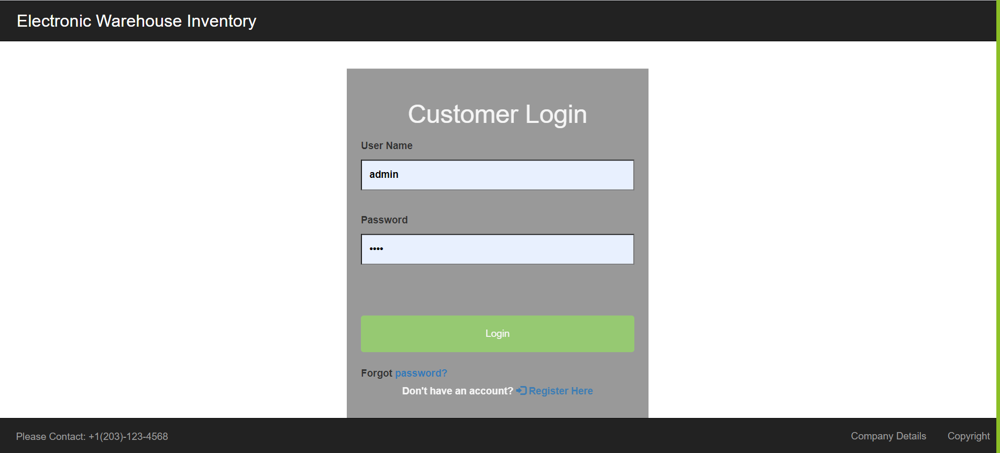 Electronic Warehouse Inventory
Customer Login
User Name
admin
Password
••••
Login
Forgot password?
Don't have an account? Register Here
Please Contact: +1(203)-123-4568
Company Details Copyright